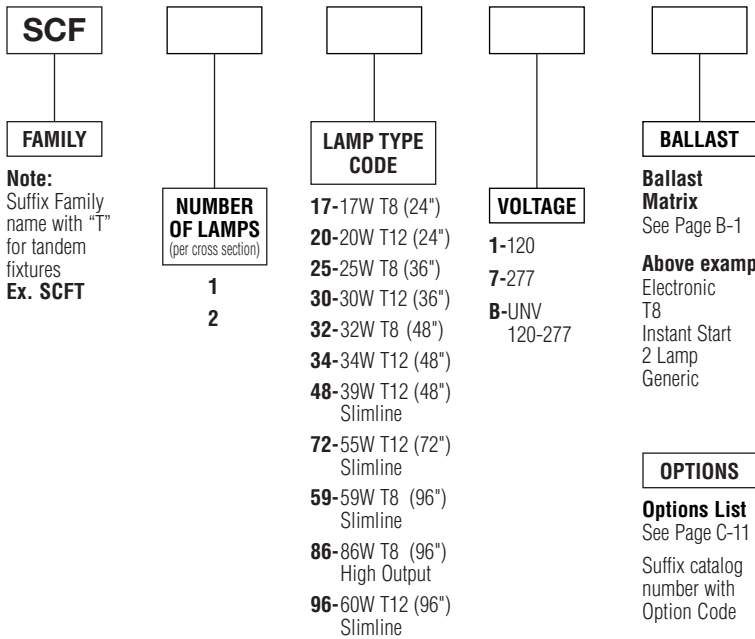 SCF
FAMILY
Note:
Suffix Family
name with “T”
for tandem
fixtures
Ex. SCFT
NUMBER
OF LAMPS
(per cross section)
1
2
LAMP TYPE
CODE
17-17W T8 (24")
20-20W T12 (24")
25-25W T8 (36")
30-30W T12 (36")
32-32W T8 (48")
34-34W T12 (48")
48-39W T12 (48")
Slimline
72-55W T12 (72")
Slimline
59-59W T8 (96")
Slimline
86-86W T8 (96")
High Output
96-60W T12 (96")
Slimline
VOLTAGE
1-120
7-277
B-UNV
120-277
BALLAST
Ballast
Matrix
See Page B-1
Above examp
Electronic
T8
Instant Start
2 Lamp
Generic
OPTIONS
Options List
See Page C-11
Suffix catalog
number with
Option Code